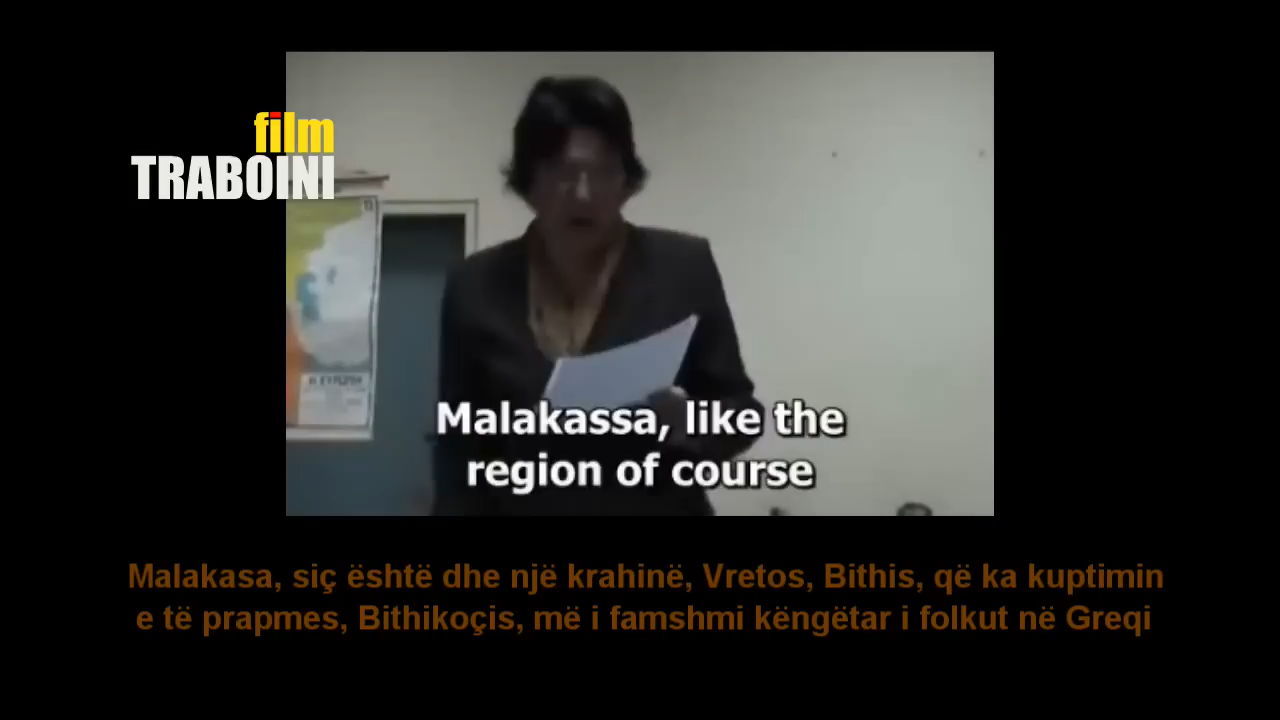 film
TRABOINI
Malakassa, like the
region of course
Malakasa, siç është dhe një krahinë, Vretos, Bithis, që ka kuptimin
e të prapmes, Bithikoçis, më i famshmi këngëtar i folkut në Greqi